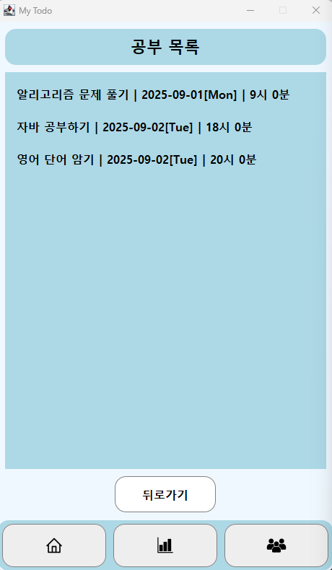 My Todo
공부 목록
알리고리즘 문제 풀기 | 2025-09-01[Mon] | 9시 0분
자바 공부하기 | 2025-09-02[Tue] | 18시 0분
영어 단어 암기 | 2025-09-02[Tue] | 20시 0분
뒤로가기